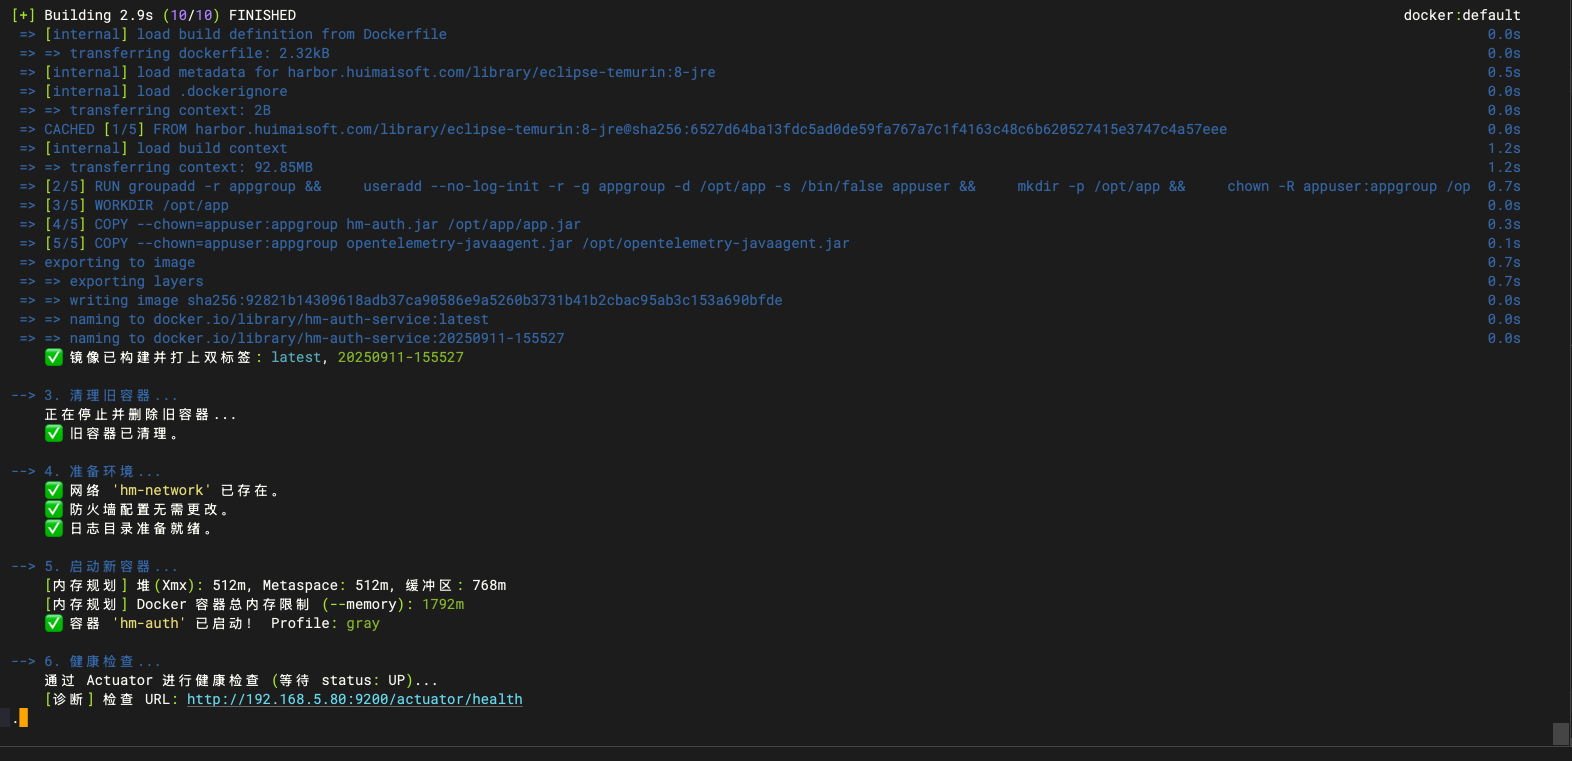 [+] Building 2.9s (10/10) FINISHED docker:default
=> [internal] load build definition from Dockerfile 0.0s
=> => transferring dockerfile: 2.32kB 0.0s
=> [internal] load metadata for harbor.huimaisoft.com/library/eclipse-temurin:8-jre 0.5s
=> [internal] load .dockerignore 0.0s
=> => transferring context: 2B 0.0s
=> CACHED [1/5] FROM harbor.huimaisoft.com/library/eclipse-temurin:8-jre@sha256:6527d64ba13fdc5ad0de59fa767a7c1f4163c48c6b620527415e3747c4a57eee 0.0s
=> [internal] load build context 1.2s
=> => transferring context: 92.85MB 1.2s
=> [2/5] RUN groupadd -r appgroup && useradd --no-log-init -r -g appgroup -d /opt/app -s /bin/false appuser && mkdir -p /opt/app && chown -R appuser:appgroup /op 0.7s
=> [3/5] WORKDIR /opt/app 0.0s
=> [4/5] COPY --chown=appuser:appgroup hm-auth.jar /opt/app/app.jar 0.3s
=> [5/5] COPY --chown=appuser:appgroup opentelemetry-javaagent.jar /opt/opentelemetry-javaagent.jar 0.1s
=> exporting to image 0.7s
=> => exporting layers 0.7s
=> => writing image sha256:92821b14309618adb37ca90586e9a5260b3731b41b2cbac95ab3c153a690bfde 0.0s
=> => naming to docker.io/library/hm-auth-service:latest 0.0s
=> => naming to docker.io/library/hm-auth-service:20250911-155527 0.0s
✅ 镜像已构建并打上双标签: latest, 20250911-155527
--> 3. 清理旧容器...
正在停止并删除旧容器...
✅ 旧容器已清理。
--> 4. 准备环境...
✅ 网络 'hm-network' 已存在。
✅ 防火墙配置无需更改。
✅ 日志目录准备就绪。
--> 5. 启动新容器...
[内存规划] 堆(Xmx): 512m, Metaspace: 512m, 缓冲区: 768m
[内存规划] Docker 容器总内存限制 (--memory): 1792m
✅ 容器 'hm-auth' 已启动! Profile: gray
--> 6. 健康检查...
通过 Actuator 进行健康检查 (等待 status: UP)...
[诊断] 检查 URL: http://192.168.5.80:9200/actuator/health
.